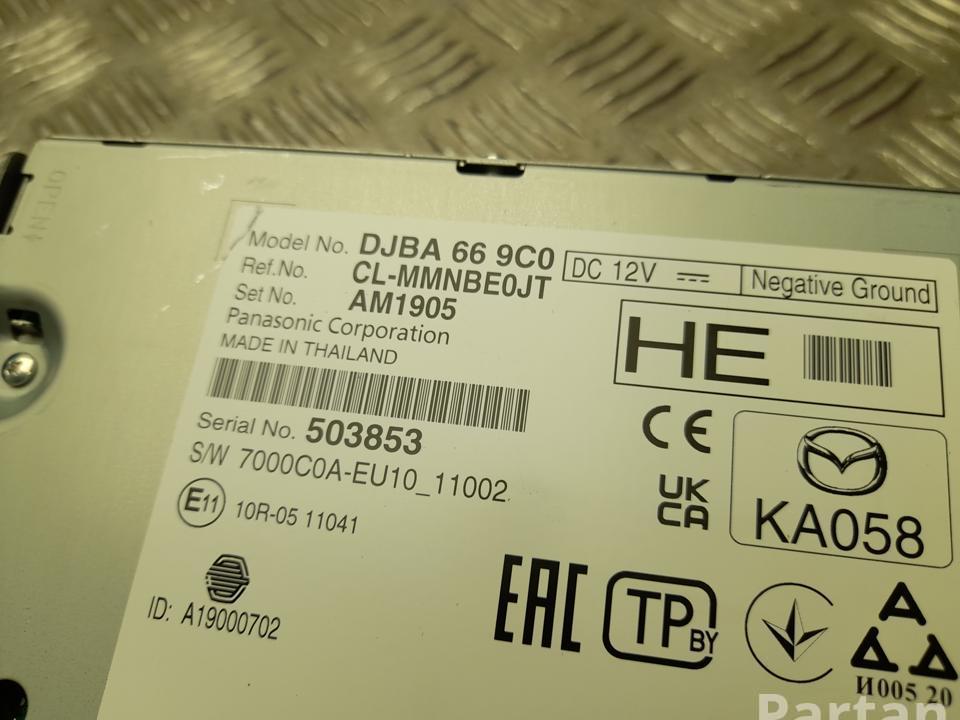 OPEN
Model No. DJBA 66 9C0
Ref.No. CL-MMNBE0JT
Set No. AM1905
Panasonic Corporation
MADE IN THAILAND
DC 12V
Negative Ground
HE
Serial No. 503853
S/W 7000C0A-EU10_11002
E11 10R-05 11041
ID: A19000702
CE
UK
CA
KA058
EAC
TP BY
И005 20
Partan